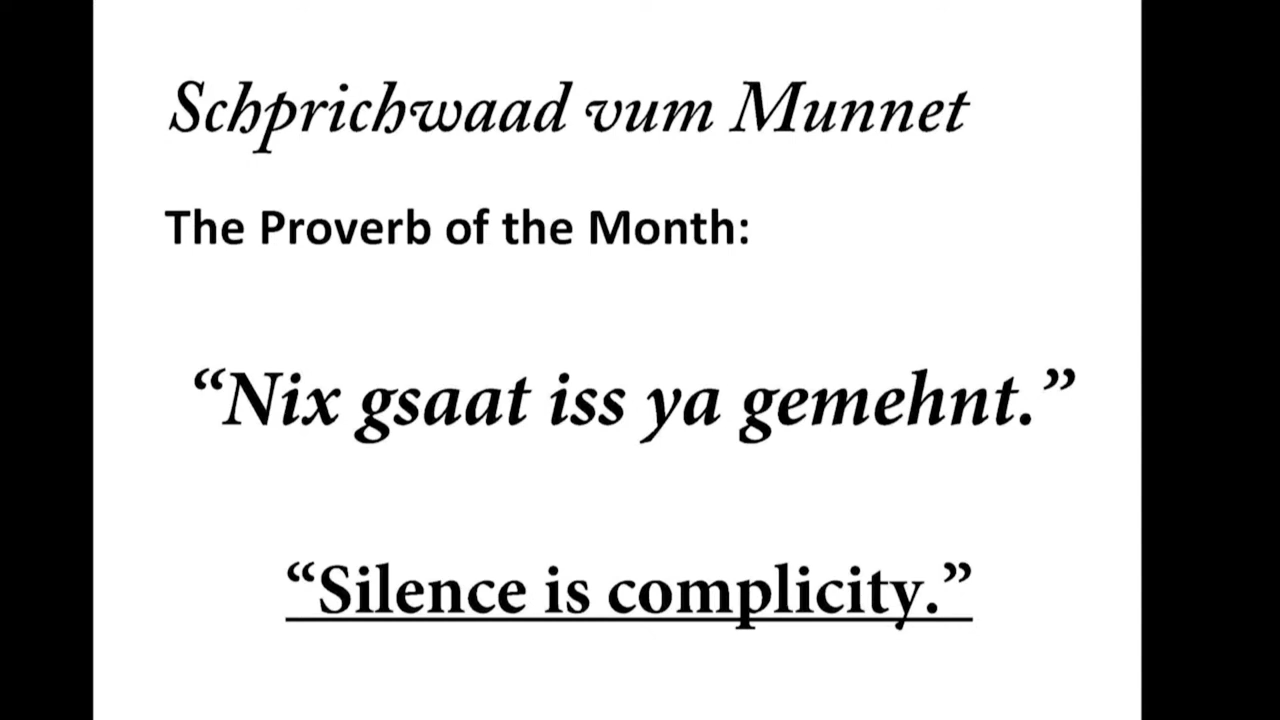 Schprichwaad vum Munnet
The Proverb of the Month:
“Nix gsaat iss ya gemehnt.”
“Silence is complicity.”